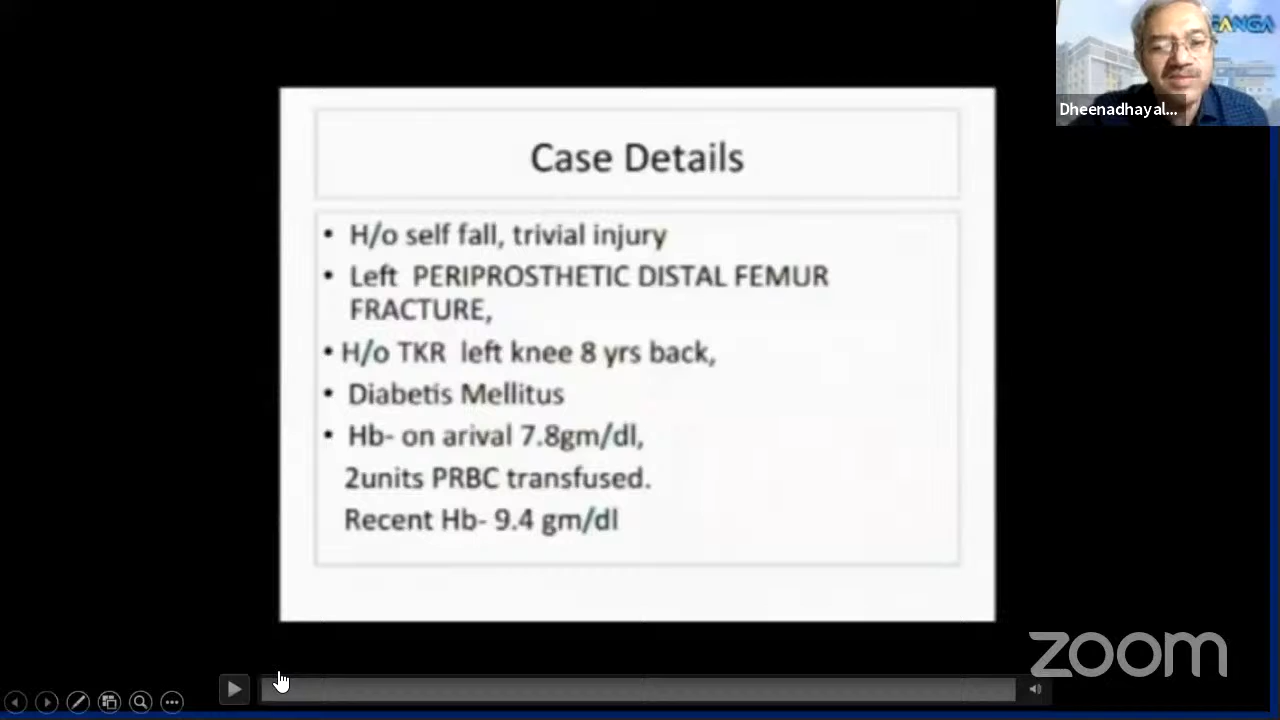 GANGA
Dheenadhayal...
Case Details
• H/o self fall, trivial injury
• Left PERIPROSTHETIC DISTAL FEMUR
FRACTURE,
• H/o TKR left knee 8 yrs back,
• Diabetis Mellitus
• Hb- on arival 7.8gm/dl,
2units PRBC transfused.
Recent Hb- 9.4 gm/dl
zoom